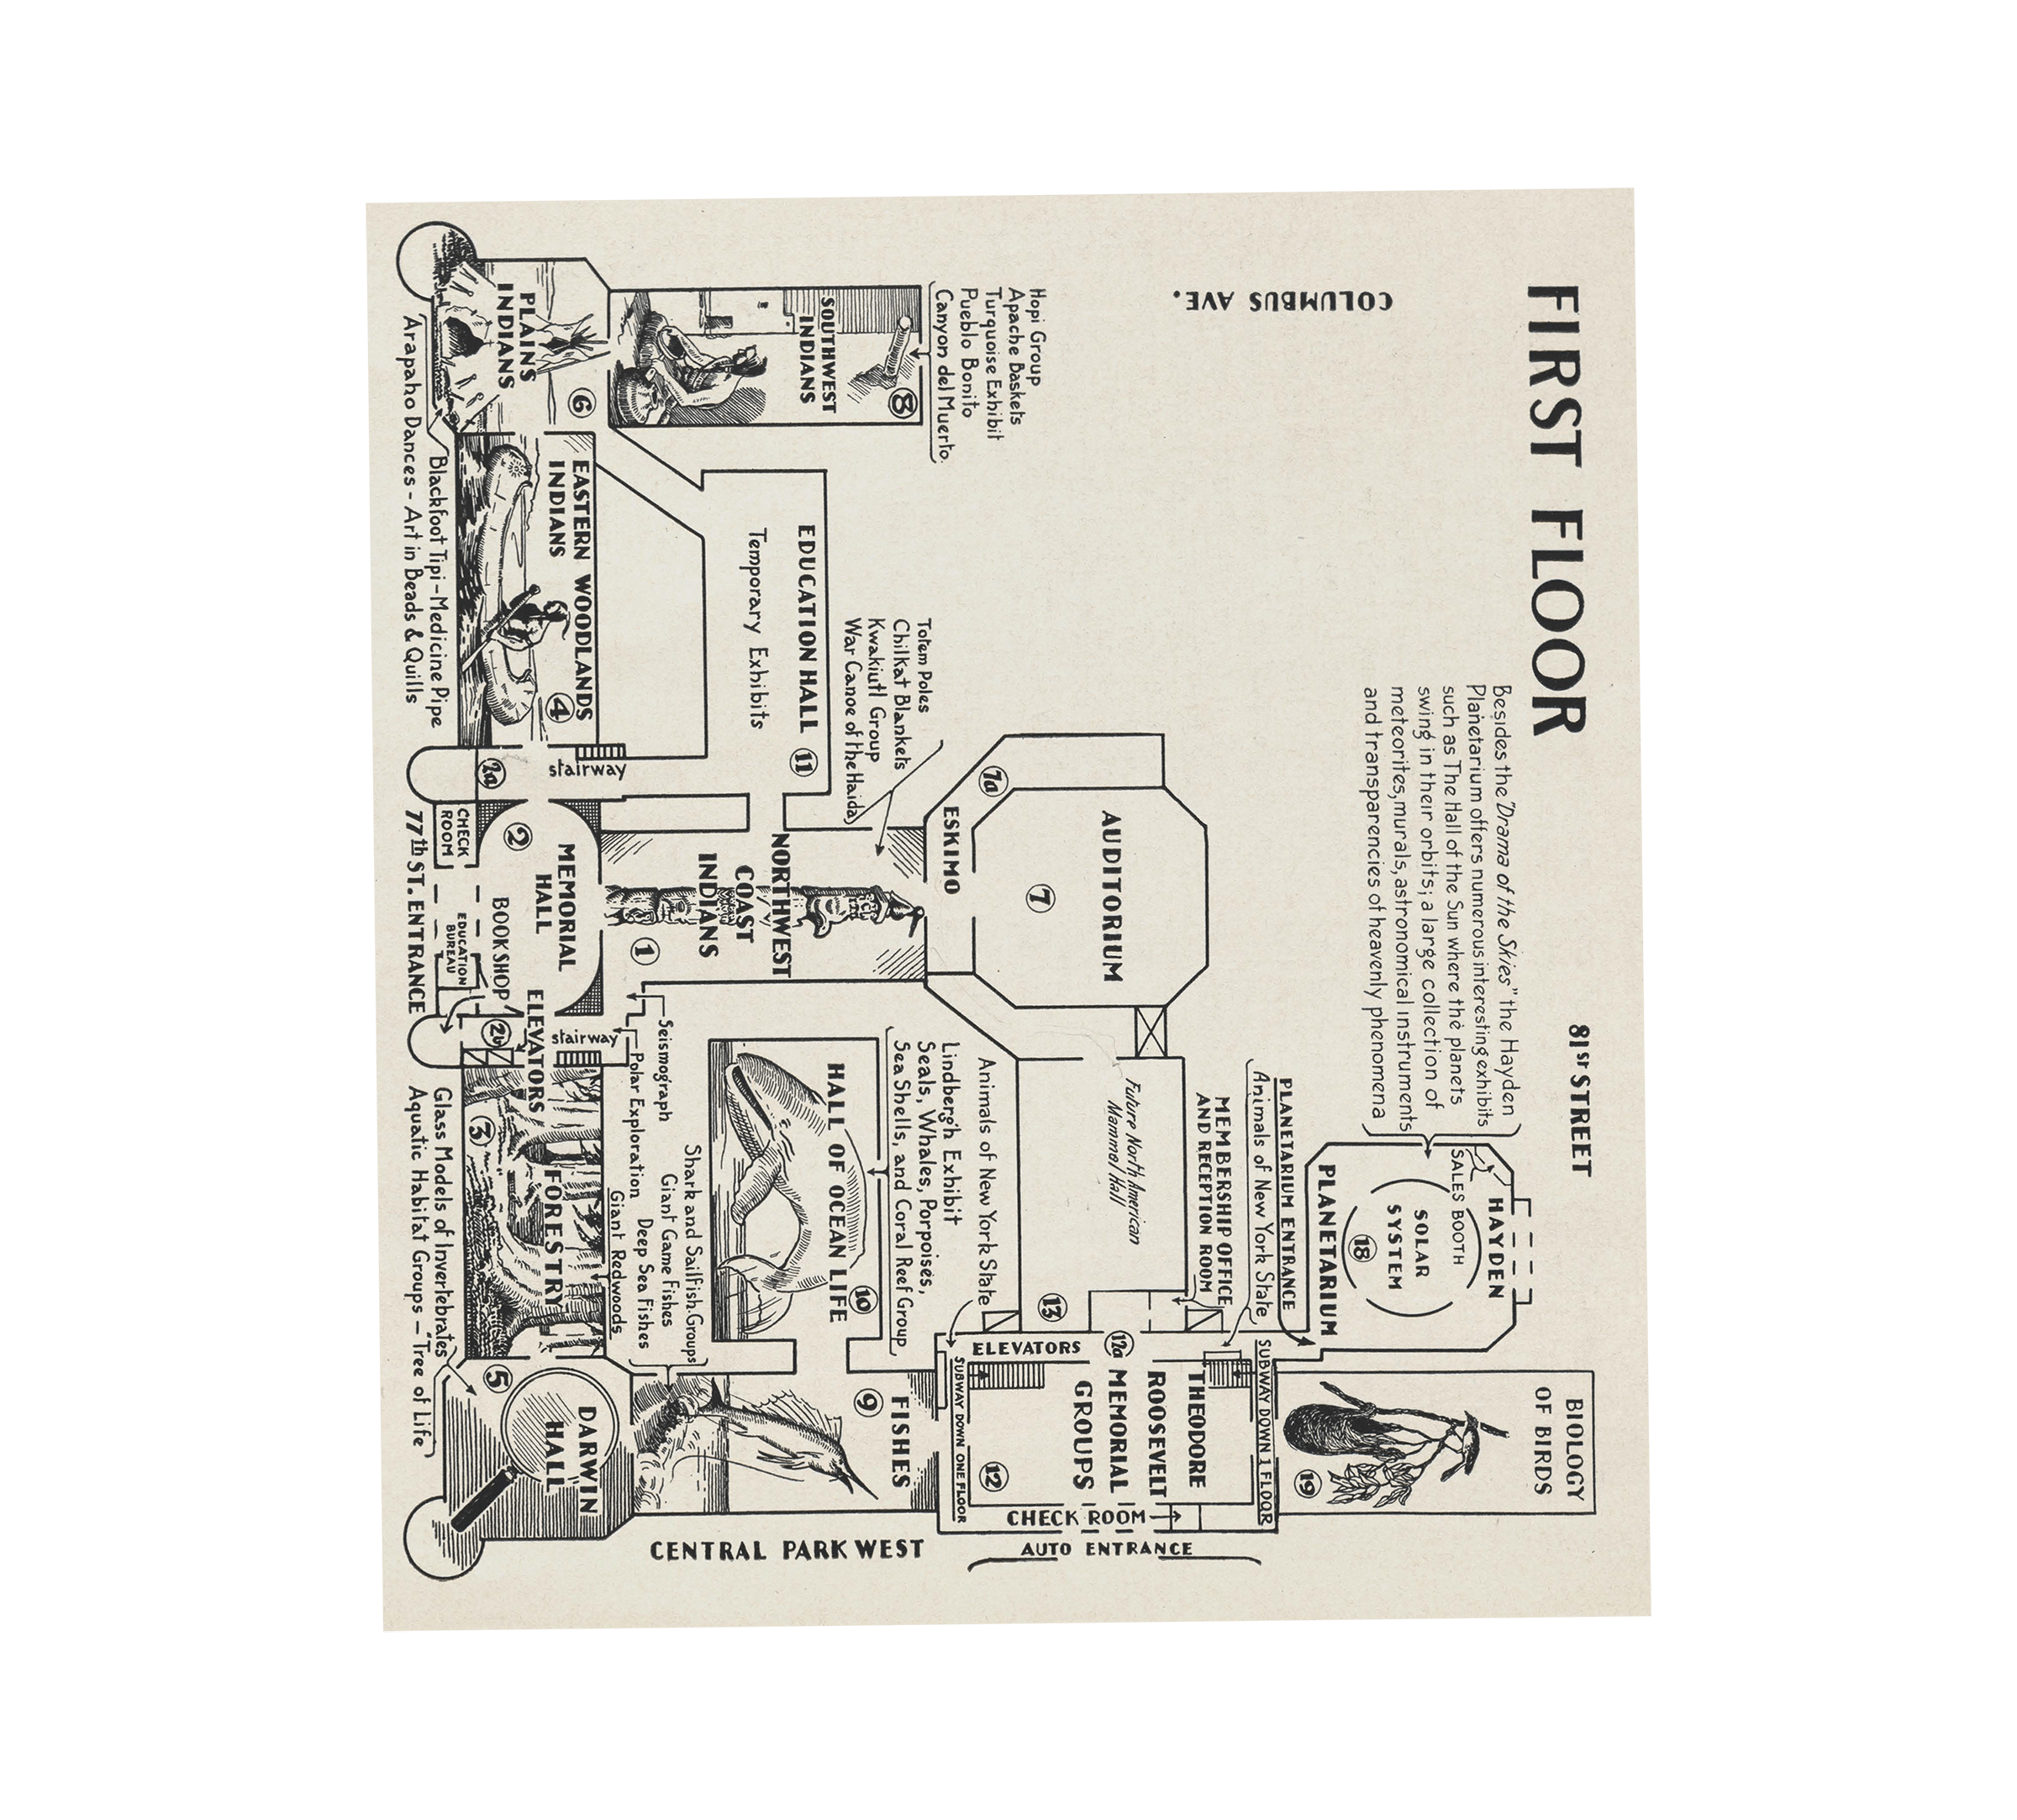 FIRST FLOOR
81ST STREET
COLUMBUS AVE.
Besides the "Drama of the Skies" the Hayden
Planetarium offers numerous interesting exhibits
such as The Hall of the Sun where the planets
swing in their orbits; a large collection of
meteorites, murals, astronomical instruments
and transparencies of heavenly phenomena
BIOLOGY
OF BIRDS
19
HAYDEN
SALES BOOTH
SOLAR
SYSTEM
18
PLANETARIUM
PLANETARIUM ENTRANCE
Animals of New York State
MEMBERSHIP OFFICE
AND RECEPTION ROOM
SUBWAY DOWN 1 FLOOR
THEODORE
ROOSEVELT
MEMORIAL
GROUPS
12a
12
ELEVATORS
SUBWAY DOWN ONE FLOOR
CHECK ROOM
AUTO ENTRANCE
CENTRAL PARK WEST
Future North American
Mammal Hall
13
AUDITORIUM
7
7a
ESKIMO
Hopi Group
Apache Baskets
Turquoise Exhibit
Pueblo Bonito
Canyon del Muerto
8
SOUTHWEST
INDIANS
Totem Poles
Chilkat Blankets
Kwakiutl Group
War Canoe of the Haida
EDUCATION HALL
11
Temporary Exhibits
NORTHWEST
COAST
INDIANS
1
Animals of New York State
Lindbergh Exhibit
Seals, Whales, Porpoises,
Sea Shells, and Coral Reef Group
HALL OF OCEAN LIFE
10
FISHES
9
Shark and Sailfish Groups
Giant Game Fishes
Deep Sea Fishes
Giant Redwoods
Seismograph
Polar Exploration
PLAINS
INDIANS
6
EASTERN WOODLANDS
INDIANS
4
stairway
2a
MEMORIAL
HALL
2
BOOKSHOP
CHECK
ROOM
EDUCATION
BUREAU
ELEVATORS
stairway
2b
FORESTRY
3
DARWIN
HALL
5
Blackfoot Tipi-Medicine Pipe
Arapaho Dances - Art in Beads & Quills
77th ST. ENTRANCE
Glass Models of Invertebrates
Aquatic Habitat Groups - "Tree of Life"